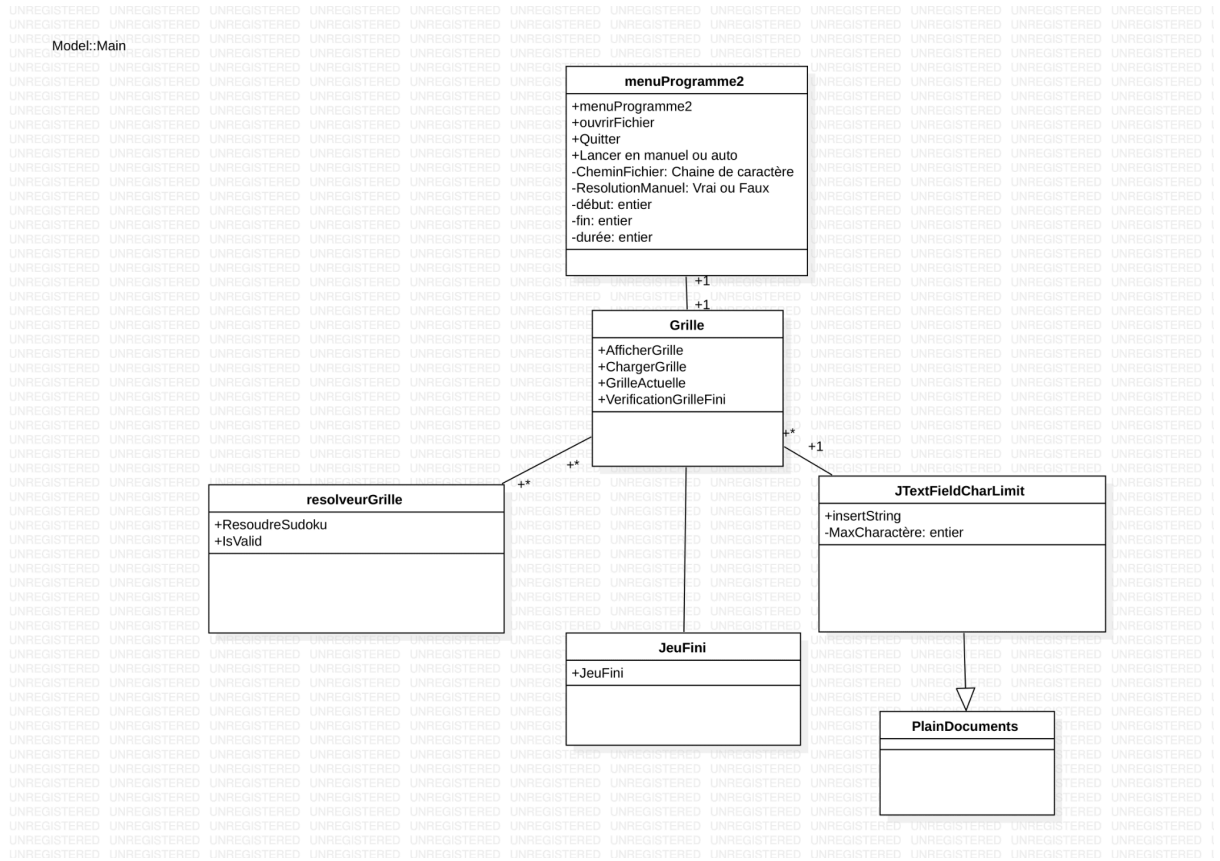 Model::Main
menuProgramme2
+menuProgramme2
+ouvrirFichier
+Quitter
+Lancer en manuel ou auto
-CheminFichier: Chaine de caractère
-ResolutionManuel: Vrai ou Faux
-début: entier
-fin: entier
-durée: entier
+1
+1
Grille
+AfficherGrille
+ChargerGrille
+GrilleActuelle
+VerificationGrilleFini
+*
+1
+*
+*
resolveurGrille
+ResoudreSudoku
+IsValid
JTextFieldCharLimit
+insertString
-MaxCharactère: entier
JeuFini
+JeuFini
PlainDocuments
UNREGISTERED